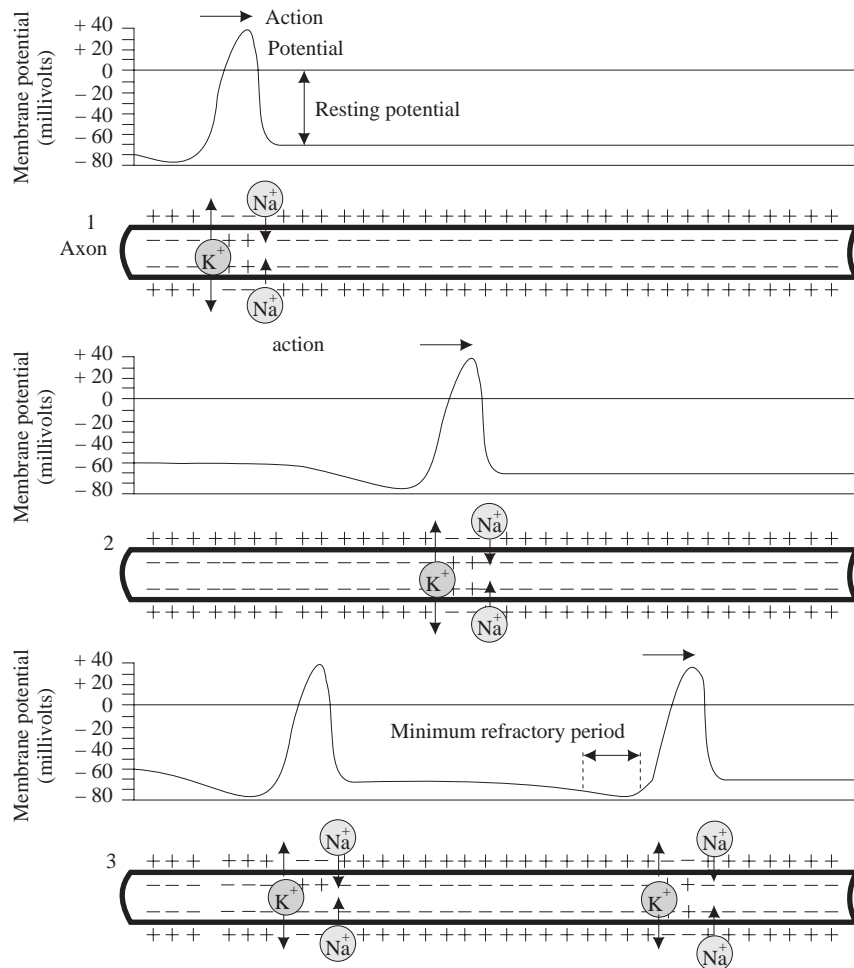 + 40
+ 20
0
– 20
– 40
– 60
– 80
Membrane potential
(millivolts)
Action
Potential
Resting potential
1
Axon
+ + + + + – – + + + + + + + + + + + + + + + + + + + + + + + + + +
Na+
K+
Na+
action
+ 40
+ 20
0
– 20
– 40
– 60
– 80
Membrane potential
(millivolts)
2
Na+
K+
Na+
+ 40
+ 20
0
– 20
– 40
– 60
– 80
Membrane potential
(millivolts)
Minimum refractory period
3
Na+
K+
Na+
Na+
K+
Na+